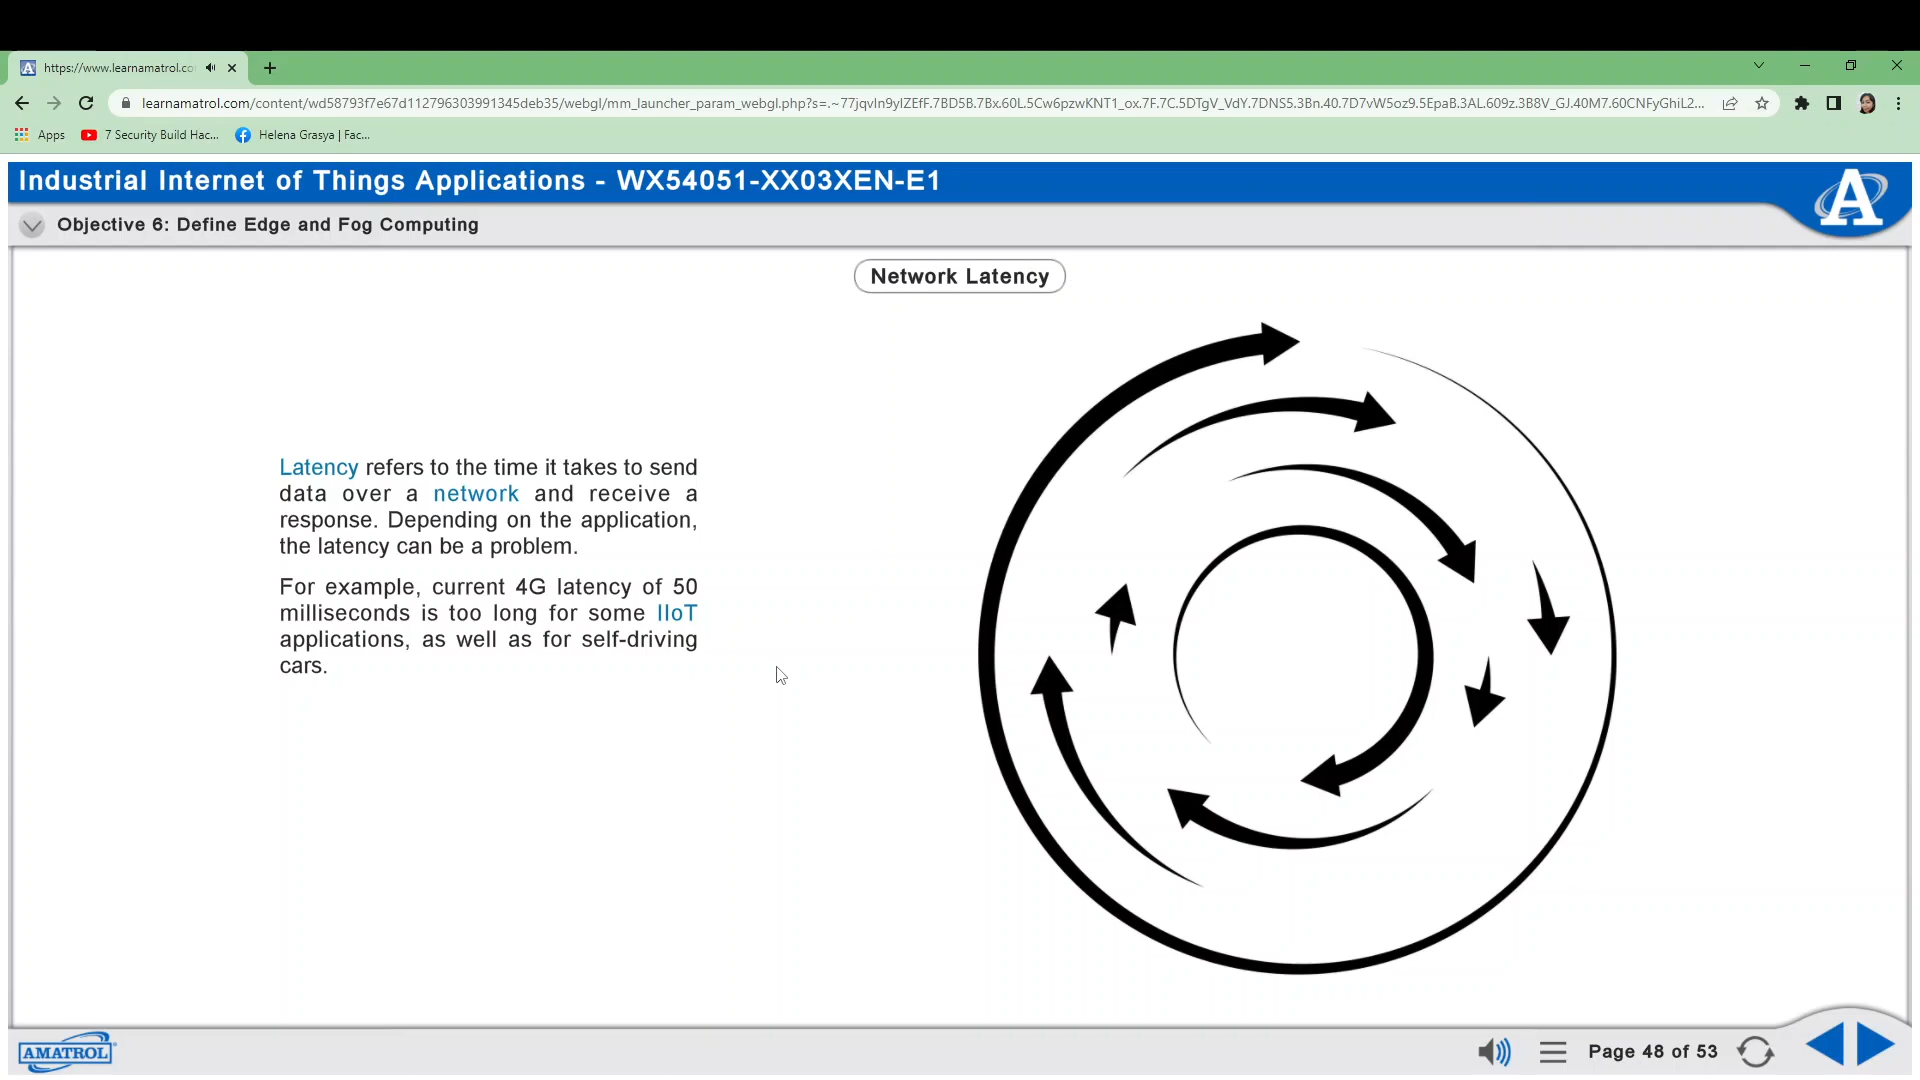 https://www.learnamatrol.co
learnamatrol.com/content/wd58793f7e67d112796303991345deb35/webgl/mm_launcher_param_webgl.php?s=.~77jqvIn9yIZEfF.7BD5B.7Bx.60L.5Cw6pzwKNT1_ox.7F.7C.5DTgV_VdY.7DNS5.3Bn.40.7D7vW5oz9.5EpaB.3AL.609z.3B8V_GJ.40M7.60CNFyGhiL2...
Apps 7 Security Build Hac... Helena Grasya | Fac...
Industrial Internet of Things Applications - WX54051-XX03XEN-E1
A
Objective 6: Define Edge and Fog Computing
Network Latency
Latency refers to the time it takes to send
data over a network and receive a
response. Depending on the application,
the latency can be a problem.
For example, current 4G latency of 50
milliseconds is too long for some IIoT
applications, as well as for self-driving
cars.
AMATROL
Page 48 of 53